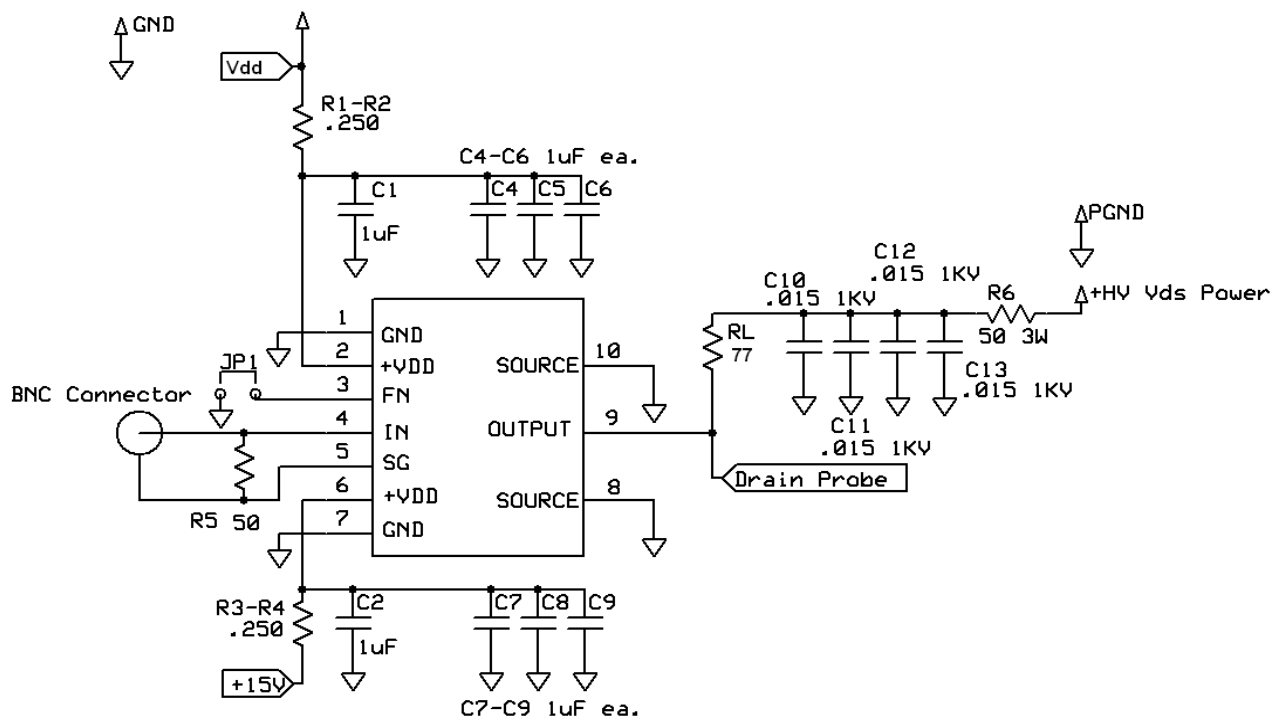 GND
Vdd
R1-R2
.250
C4-C6 1uF ea.
C1
C4
C5
C6
1uF
PGND
C12
.015 1KV
C10
.015 1KV
R6
+HV Vds Power
50 3W
RL
77
C13
.015 1KV
C11
.015 1KV
1
GND
2
+VDD
SOURCE
10
JP1
3
FN
BNC Connector
4
IN
OUTPUT
9
5
SG
Drain Probe
6
+VDD
SOURCE
8
R5 50
7
GND
R3-R4
.250
C2
C7
C8
C9
1uF
+15V
C7-C9 1uF ea.